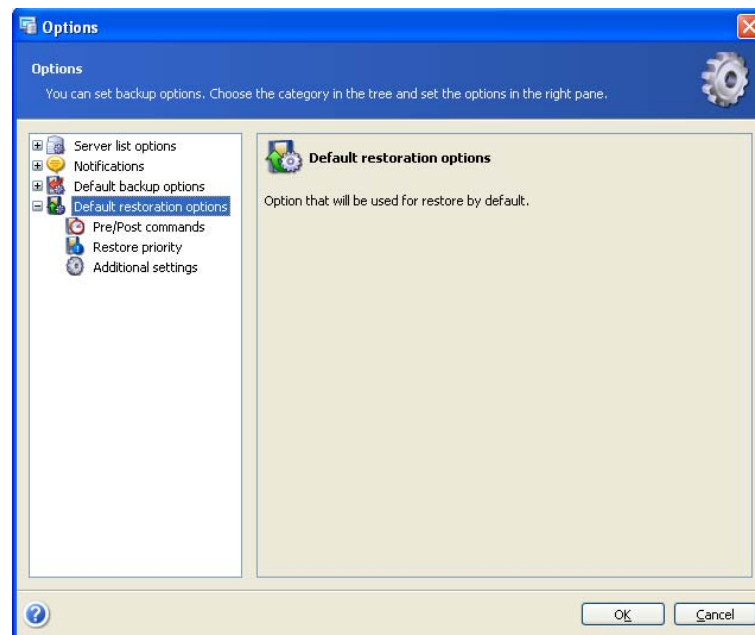 Options
Options
You can set backup options. Choose the category in the tree and set the options in the right pane.
Server list options
Notifications
Default backup options
Default restoration options
Pre/Post commands
Restore priority
Additional settings
Default restoration options
Option that will be used for restore by default.
OK
Cancel